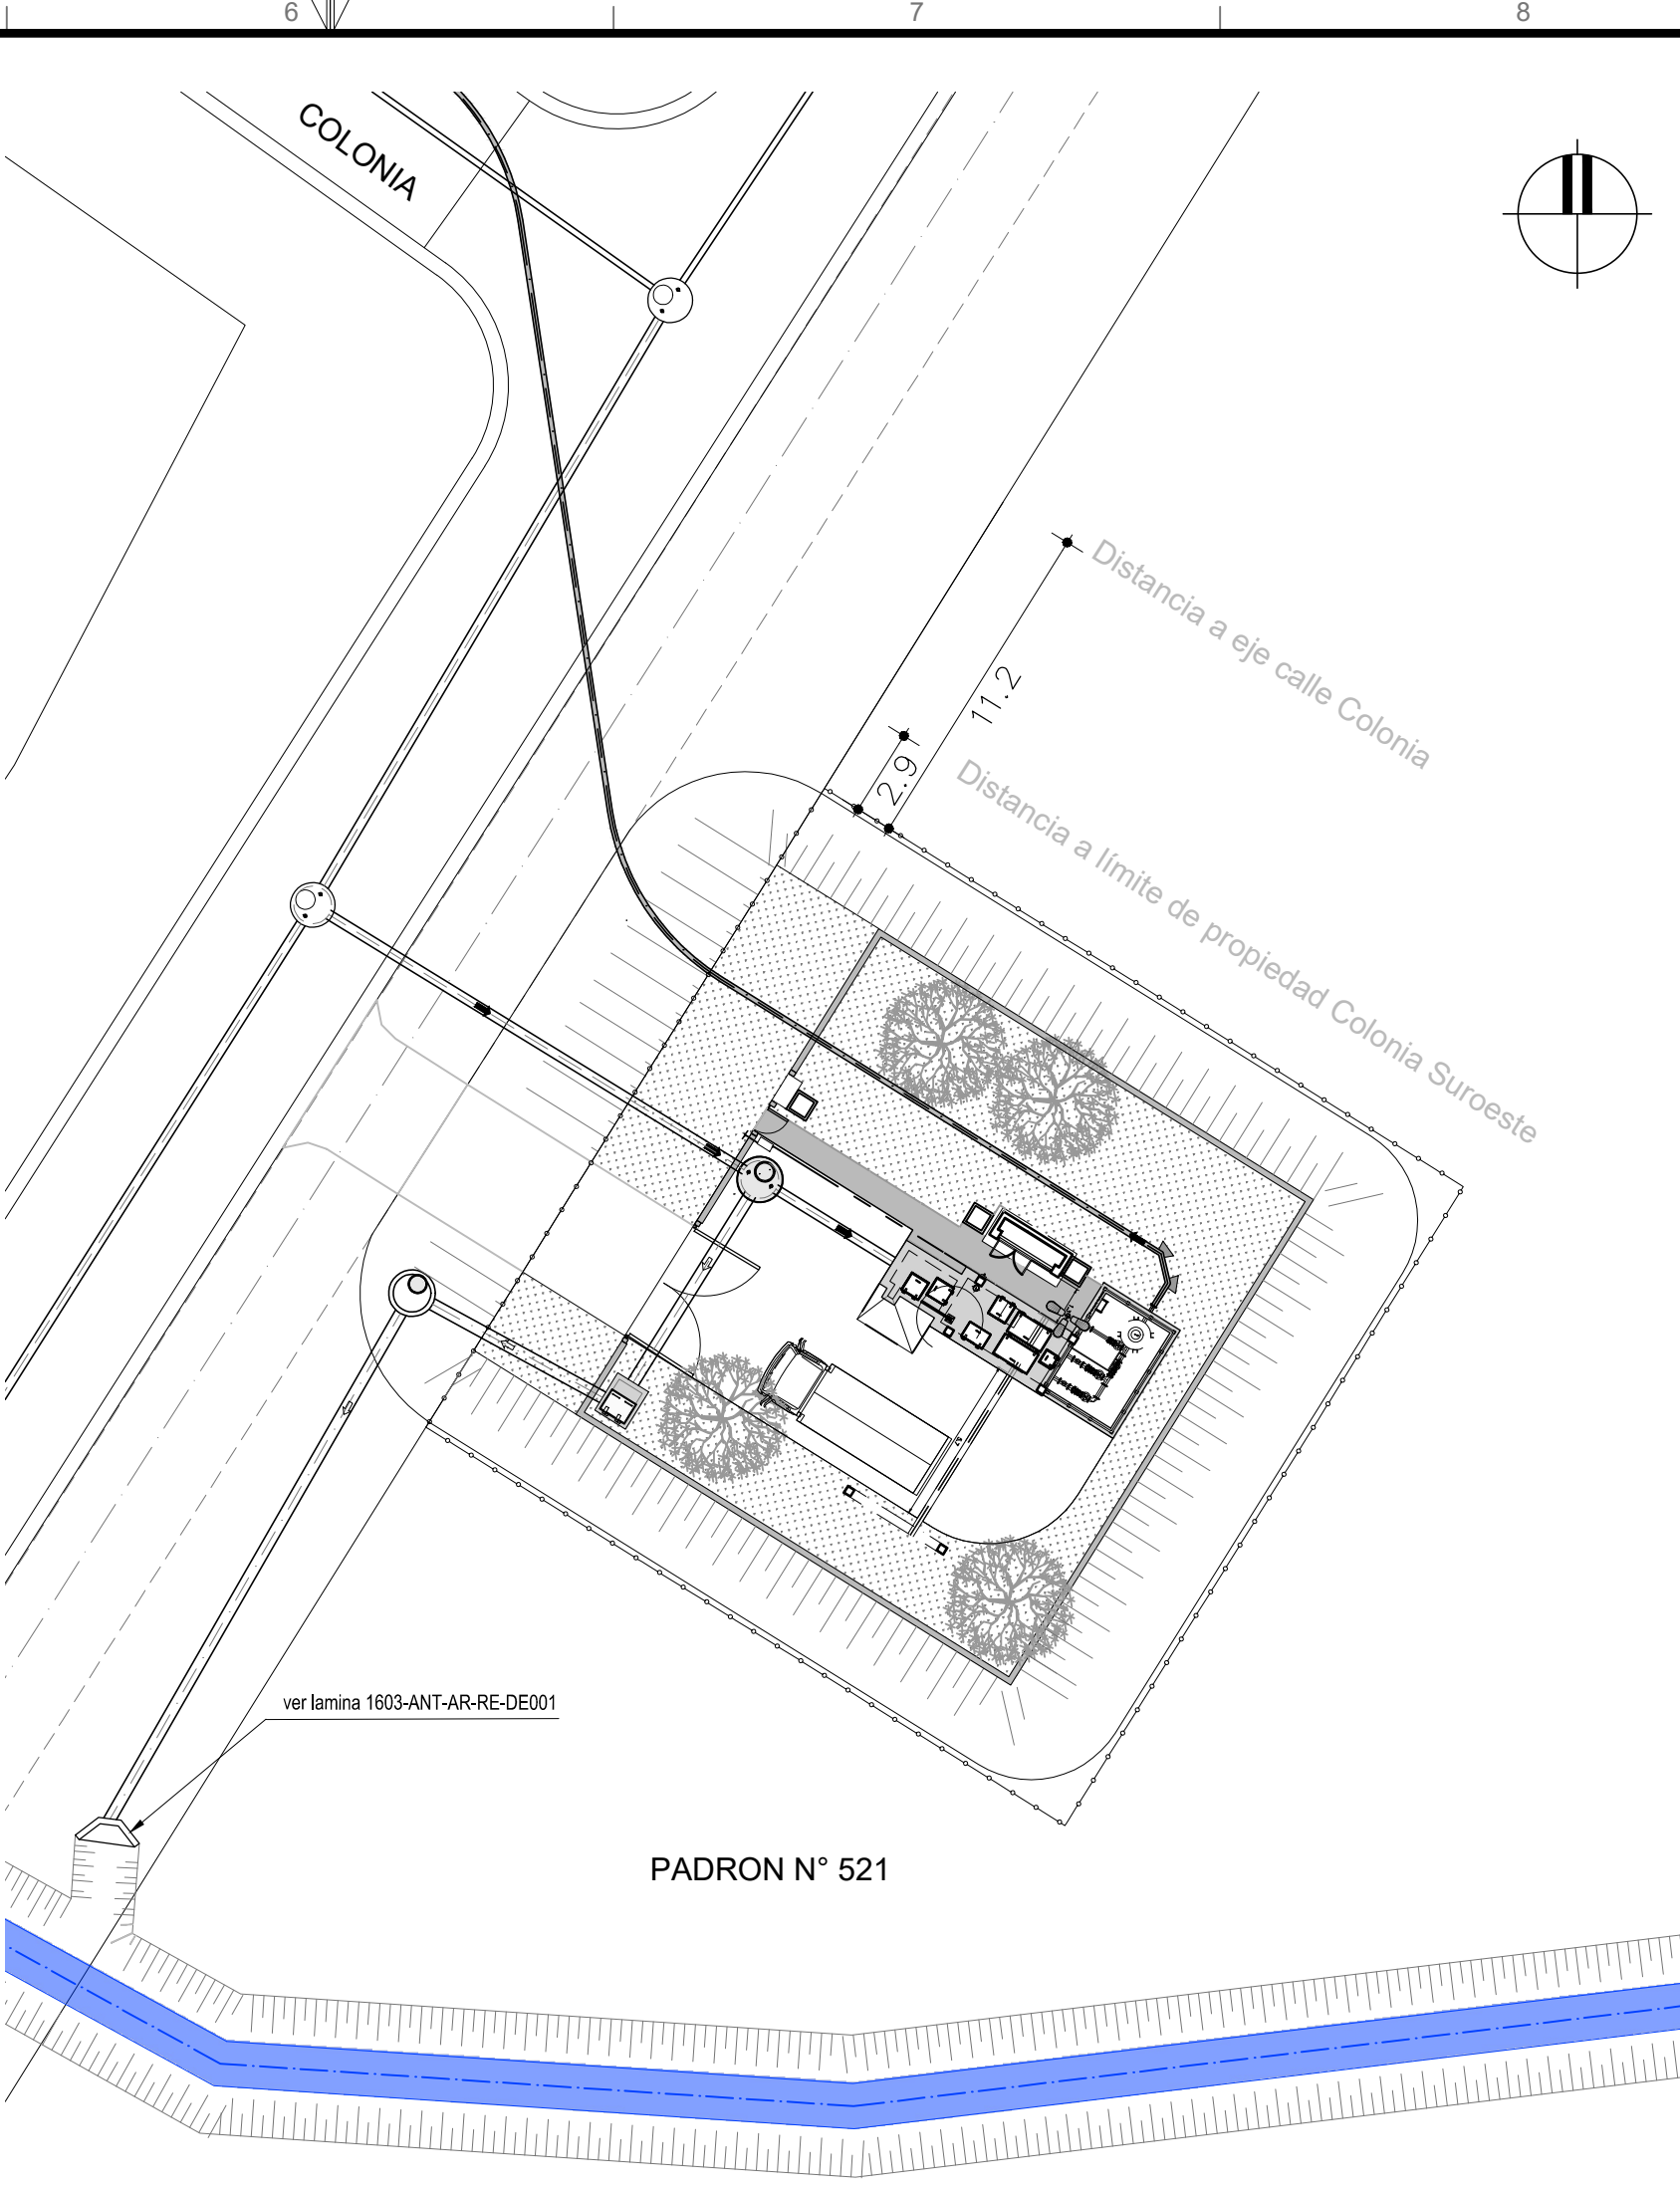 6
7
8
COLONIA
Distancia a eje calle Colonia
11.2
2.9
Distancia a límite de propiedad Colonia Suroeste
ver lamina 1603-ANT-AR-RE-DE001
PADRON N° 521